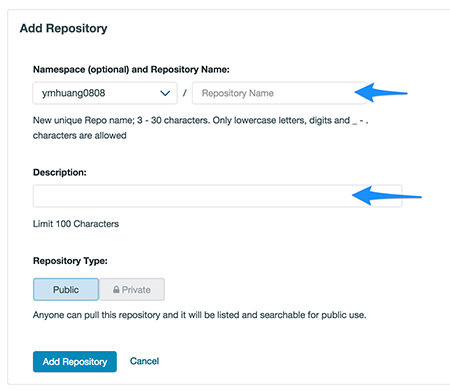 Add Repository
Namespace (optional) and Repository Name:
ymhuang0808 / Repository Name
New unique Repo name; 3 - 30 characters. Only lowercase letters, digits and _ - .
characters are allowed
Description:
Limit 100 Characters
Repository Type:
Public Private
Anyone can pull this repository and it will be listed and searchable for public use.
Add Repository Cancel